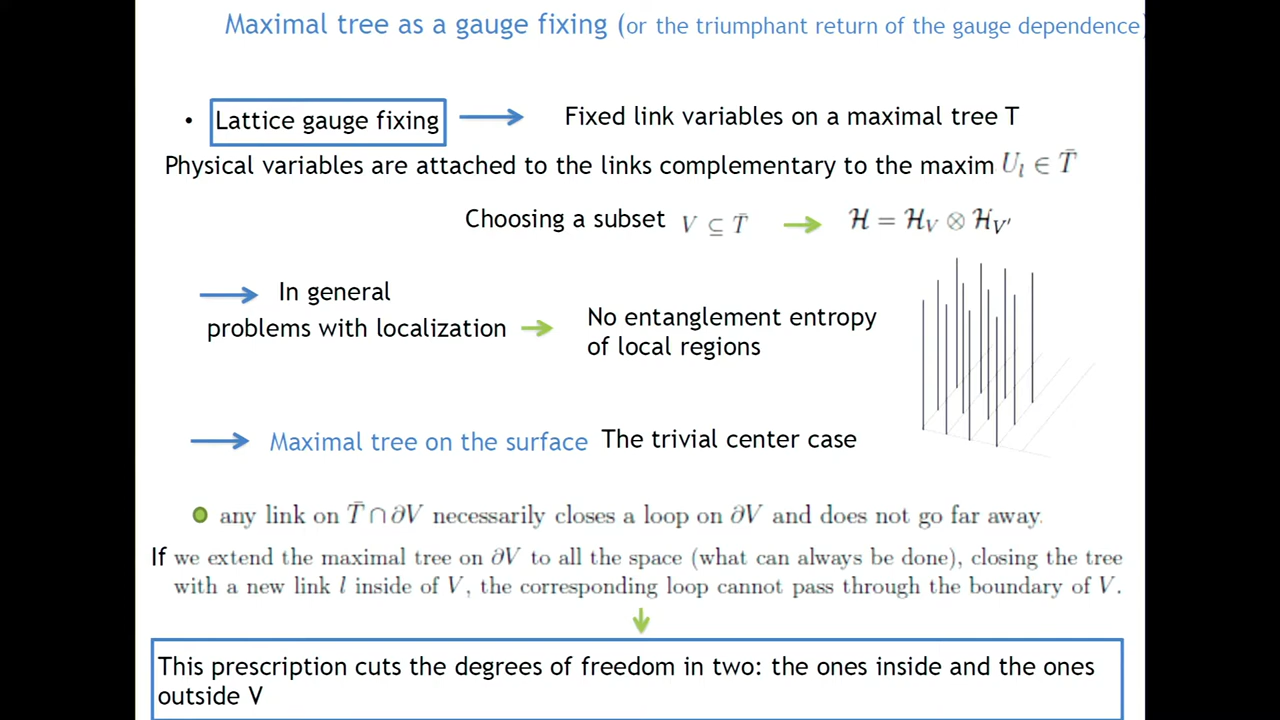 Maximal tree as a gauge fixing (or the triumphant return of the gauge dependence)
• Lattice gauge fixing Fixed link variables on a maximal tree T
Physical variables are attached to the links complementary to the maxim U_l ∈ T̄
Choosing a subset V ⊆ T̄ ℋ = ℋ_V ⊗ ℋ_V′
In general
problems with localization
No entanglement entropy
of local regions
Maximal tree on the surface The trivial center case
any link on T̄ ∩ ∂V necessarily closes a loop on ∂V and does not go far away.
If we extend the maximal tree on ∂V to all the space (what can always be done), closing the tree
with a new link l inside of V, the corresponding loop cannot pass through the boundary of V.
This prescription cuts the degrees of freedom in two: the ones inside and the ones
outside V